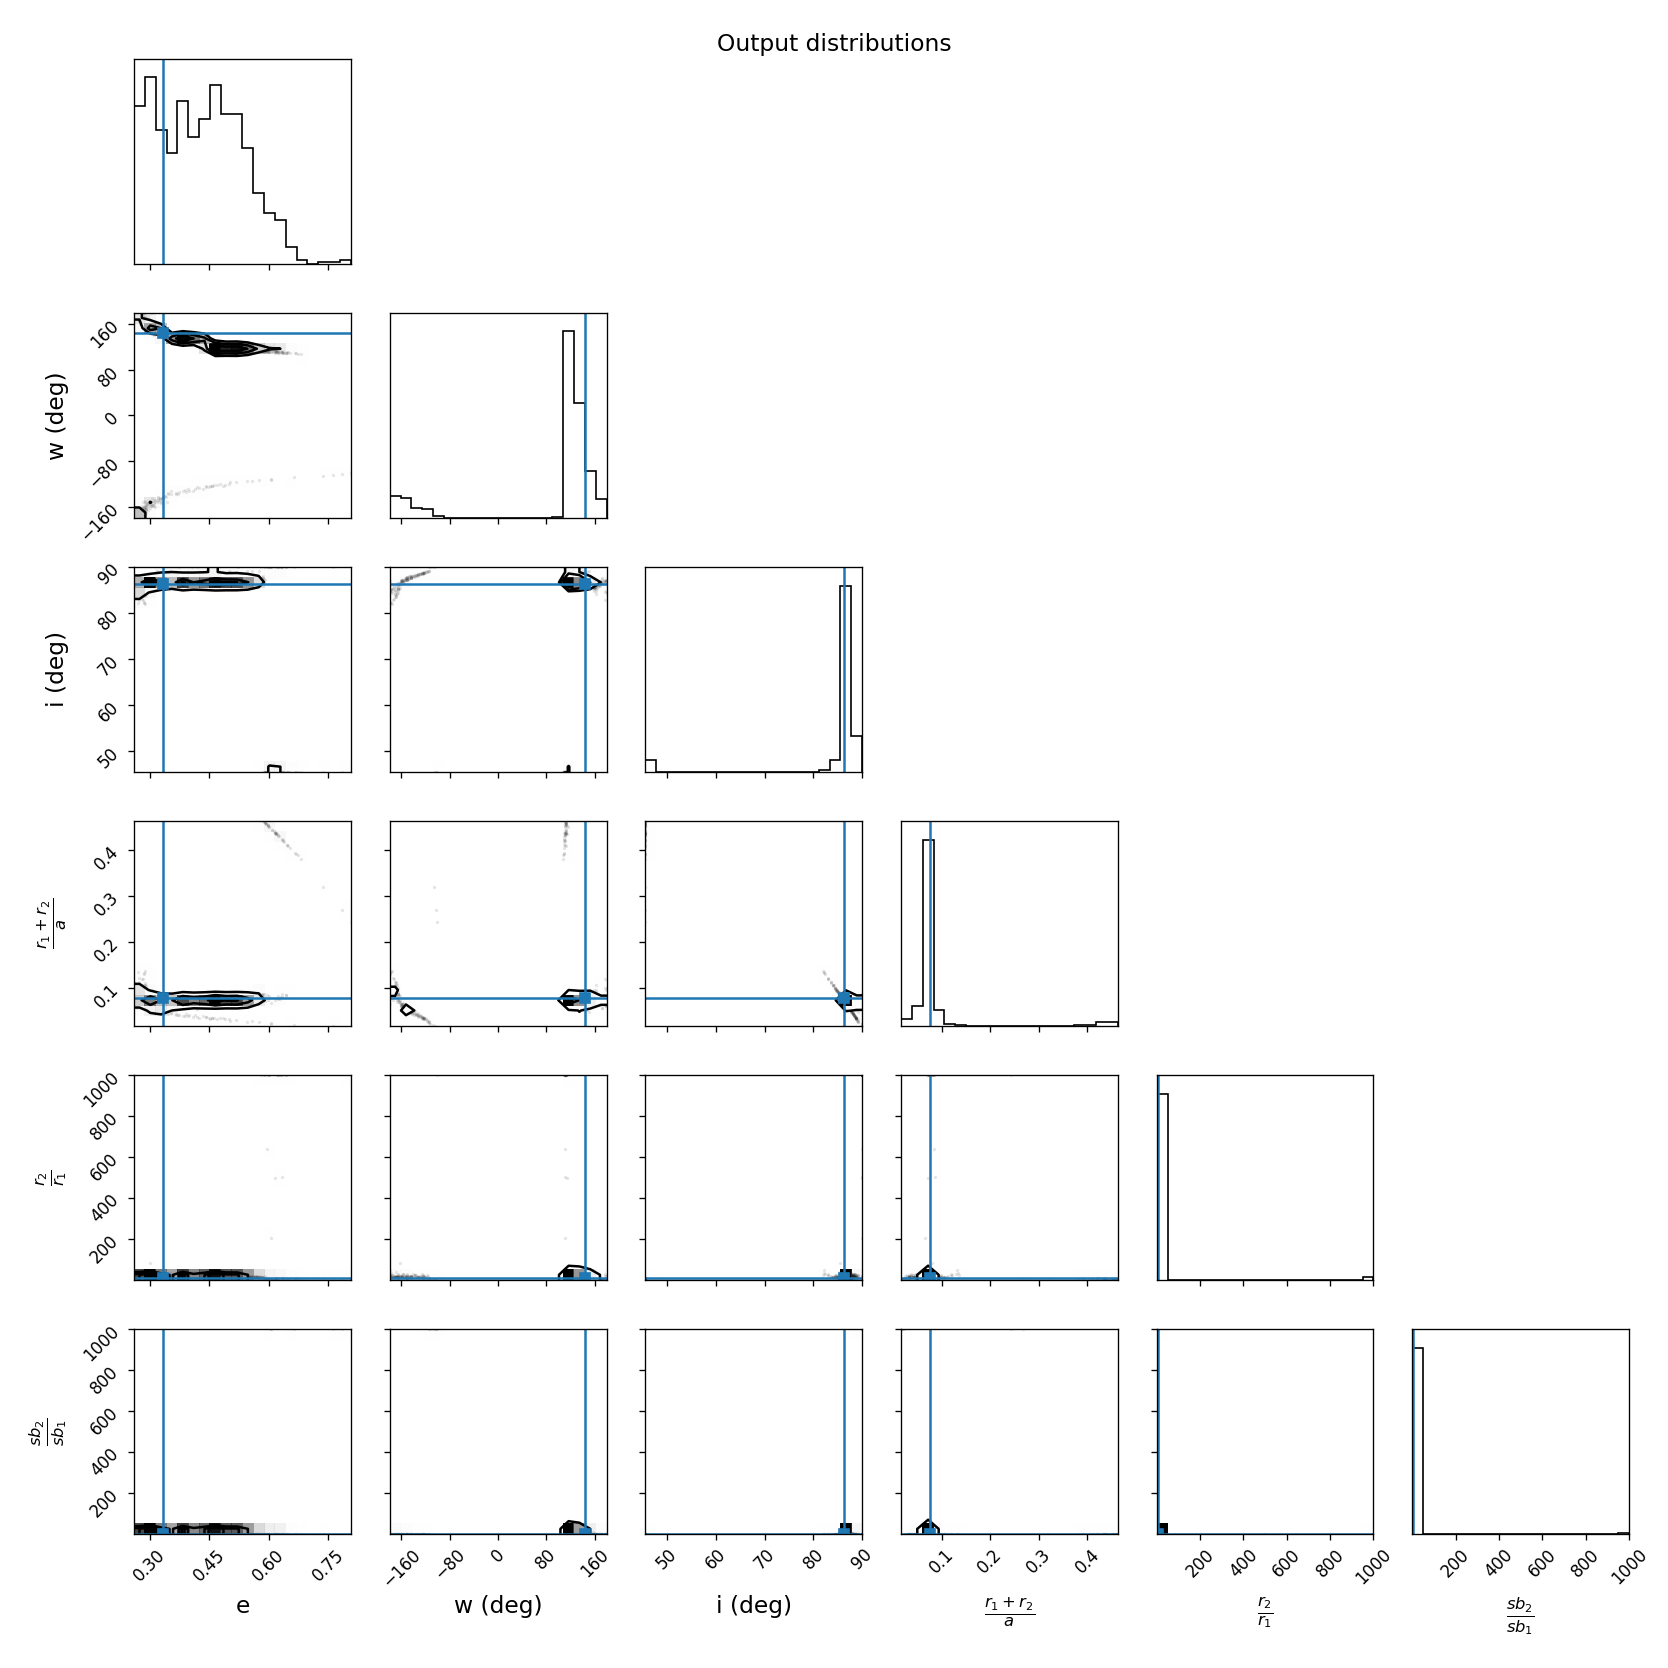 Output distributions
160
80
0
−80
−160
w (deg)
90
80
70
60
50
i (deg)
0.4
0.3
0.2
0.1
r1 + r2
a
1000
800
600
400
200
r2
r1
1000
800
600
400
200
sb2
sb1
0.30 0.45 0.60 0.75
−160 −80 0 80 160
50 60 70 80 90
0.1 0.2 0.3 0.4
200 400 600 800 1000
200 400 600 800 1000
e
w (deg)
i (deg)
r1 + r2
a
r2
r1
sb2
sb1